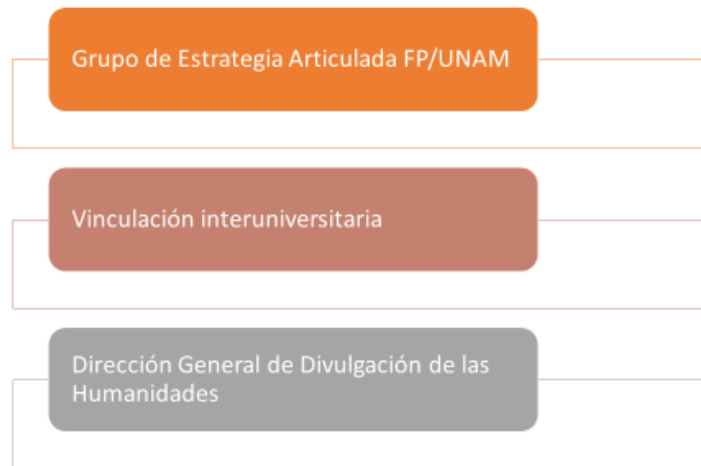 Grupo de Estrategia Articulada FP/UNAM
Vinculación interuniversitaria
Dirección General de Divulgación de las
Humanidades